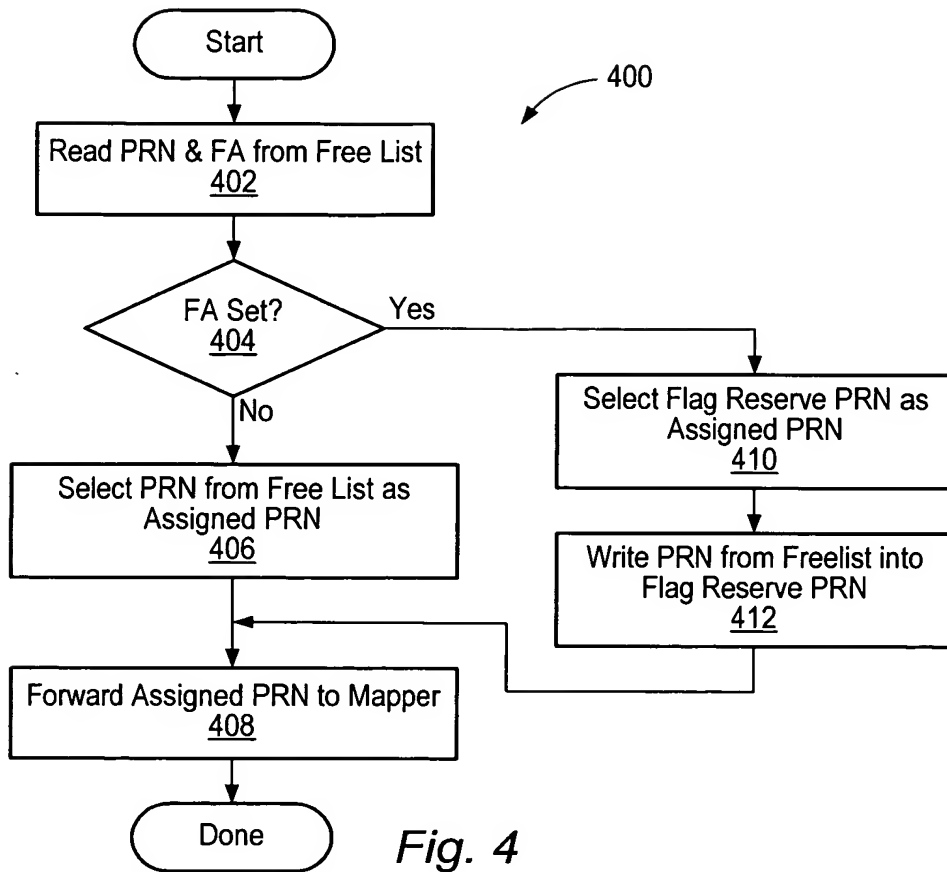 Start
400
Read PRN & FA from Free List
402
FA Set?
404
Yes
No
Select Flag Reserve PRN as
Assigned PRN
410
Select PRN from Free List as
Assigned PRN
406
Write PRN from Freelist into
Flag Reserve PRN
412
Forward Assigned PRN to Mapper
408
Done
Fig. 4